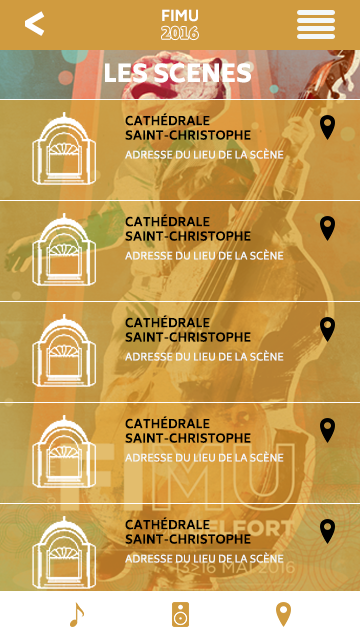 FIMU
2016
LES SCÈNES
CATHÉDRALE
SAINT-CHRISTOPHE
ADRESSE DU LIEU DE LA SCÈNE
CATHÉDRALE
SAINT-CHRISTOPHE
ADRESSE DU LIEU DE LA SCÈNE
CATHÉDRALE
SAINT-CHRISTOPHE
ADRESSE DU LIEU DE LA SCÈNE
CATHÉDRALE
SAINT-CHRISTOPHE
ADRESSE DU LIEU DE LA SCÈNE
FIMU
CATHÉDRALE
SAINT-CHRISTOPHE
ELFORT
ADRESSE DU LIEU DE LA SCÈNE
13>16 MAI 2016